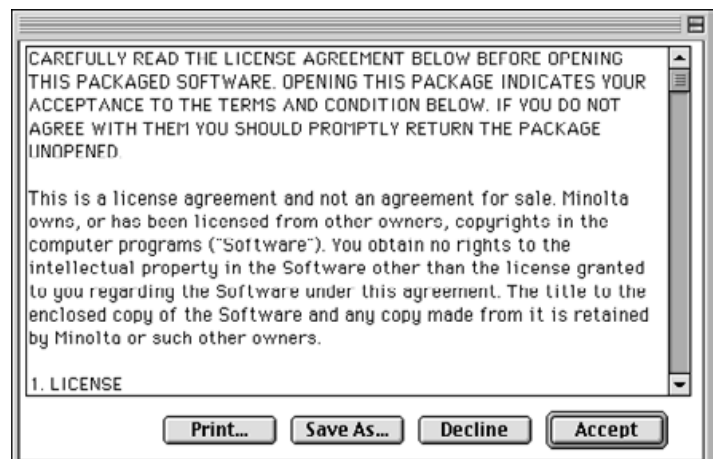 CAREFULLY READ THE LICENSE AGREEMENT BELOW BEFORE OPENING
THIS PACKAGED SOFTWARE. OPENING THIS PACKAGE INDICATES YOUR
ACCEPTANCE TO THE TERMS AND CONDITION BELOW. IF YOU DO NOT
AGREE WITH THEM YOU SHOULD PROMPTLY RETURN THE PACKAGE
UNOPENED.
This is a license agreement and not an agreement for sale. Minolta
owns, or has been licensed from other owners, copyrights in the
computer programs ("Software"). You obtain no rights to the
intellectual property in the Software other than the license granted
to you regarding the Software under this agreement. The title to the
enclosed copy of the Software and any copy made from it is retained
by Minolta or such other owners.
1. LICENSE
Print... Save As... Decline Accept